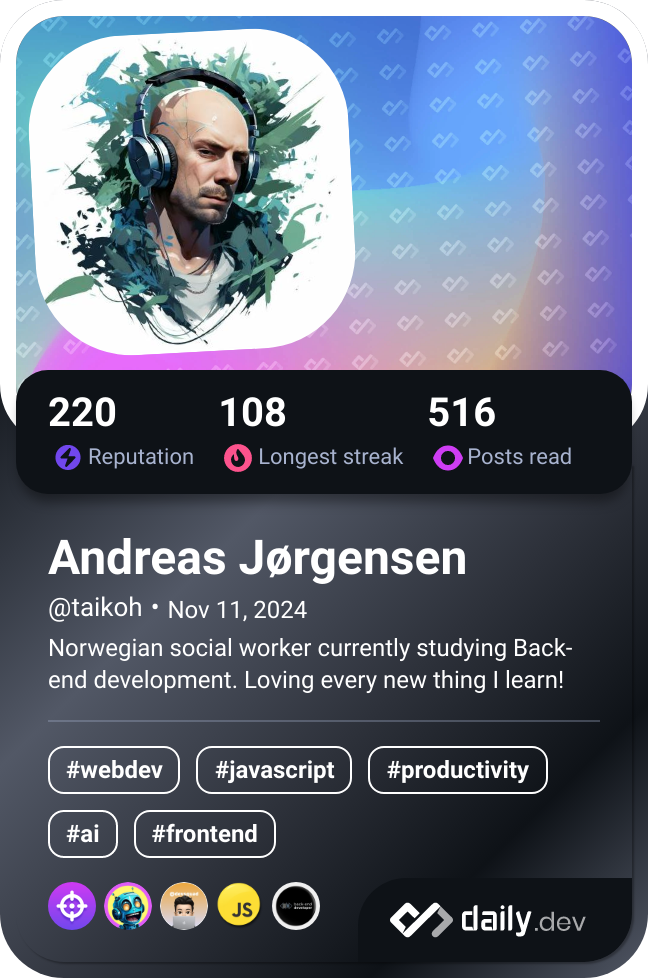 220 108 516
Reputation Longest streak Posts read
Andreas Jørgensen
@taikoh • Nov 11, 2024
Norwegian social worker currently studying Back-
end development. Loving every new thing I learn!
#webdev #javascript #productivity
#ai #frontend
JS
daily.dev